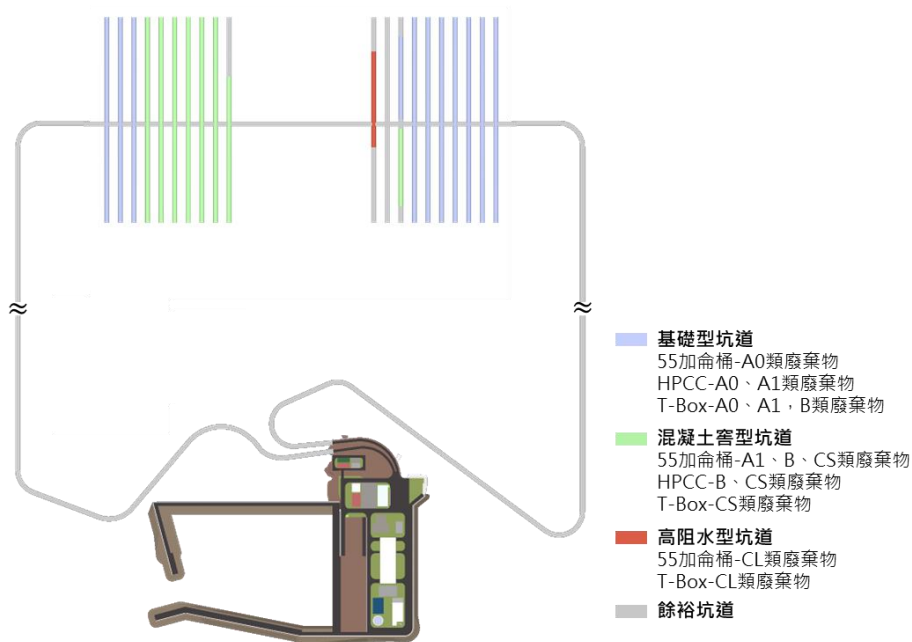 ≈
≈
基礎型坑道
55加侖桶-A0類廢棄物
HPCC-A0、A1類廢棄物
T-Box-A0、A1，B類廢棄物
混凝土窖型坑道
55加侖桶-A1、B、CS類廢棄物
HPCC-B、CS類廢棄物
T-Box-CS類廢棄物
高阻水型坑道
55加侖桶-CL類廢棄物
T-Box-CL類廢棄物
餘裕坑道